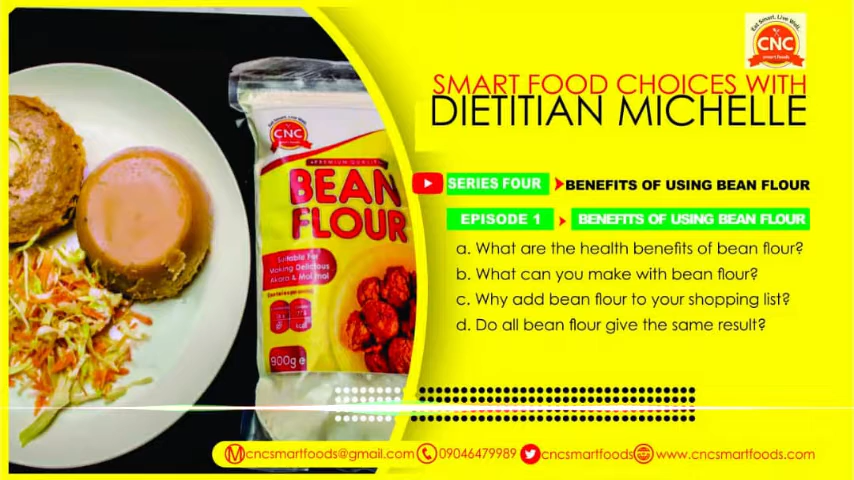 Eat Smart, Live Well.
CNC
smart foods
SMART FOOD CHOICES WITH
DIETITIAN MICHELLE
SERIES FOUR
BENEFITS OF USING BEAN FLOUR
EPISODE 1
BENEFITS OF USING BEAN FLOUR
a. What are the health benefits of bean flour?
b. What can you make with bean flour?
c. Why add bean flour to your shopping list?
d. Do all bean flour give the same result?
CNC
PREMIUM QUALITY
BEAN
FLOUR
Suitable For
Making Delicious
Akara & Moi moi
900g e
cncsmartfoods@gmail.com
09046479989
cncsmartfoods
www.cncsmartfoods.com